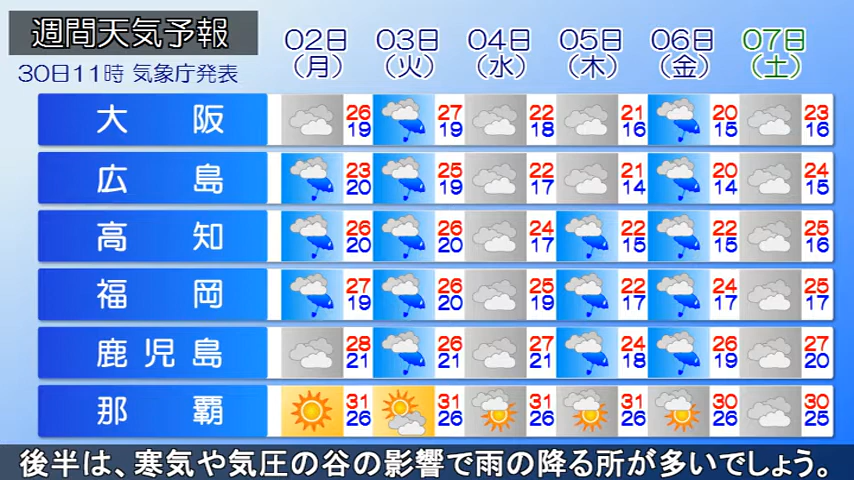 週間天気予報
30日11時 気象庁発表
02日 03日 04日 05日 06日 07日
(月) (火) (水) (木) (金) (土)
大阪 26 19 27 19 22 18 21 16 20 15 23 16
広島 23 20 25 19 22 17 21 14 20 14 24 15
高知 26 20 26 20 24 17 22 15 22 15 25 16
福岡 27 19 26 20 25 19 22 17 24 17 25 17
鹿児島 28 21 26 21 27 21 24 18 26 19 27 20
那覇 31 26 31 26 31 26 31 26 30 26 30 25
後半は、寒気や気圧の谷の影響で雨の降る所が多いでしょう。